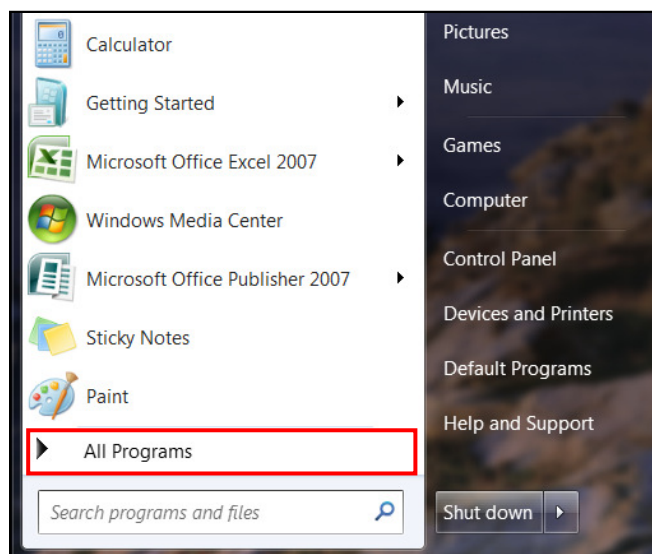 Calculator
Getting Started
Microsoft Office Excel 2007
Windows Media Center
Microsoft Office Publisher 2007
Sticky Notes
Paint
All Programs
Search programs and files
Pictures
Music
Games
Computer
Control Panel
Devices and Printers
Default Programs
Help and Support
Shut down